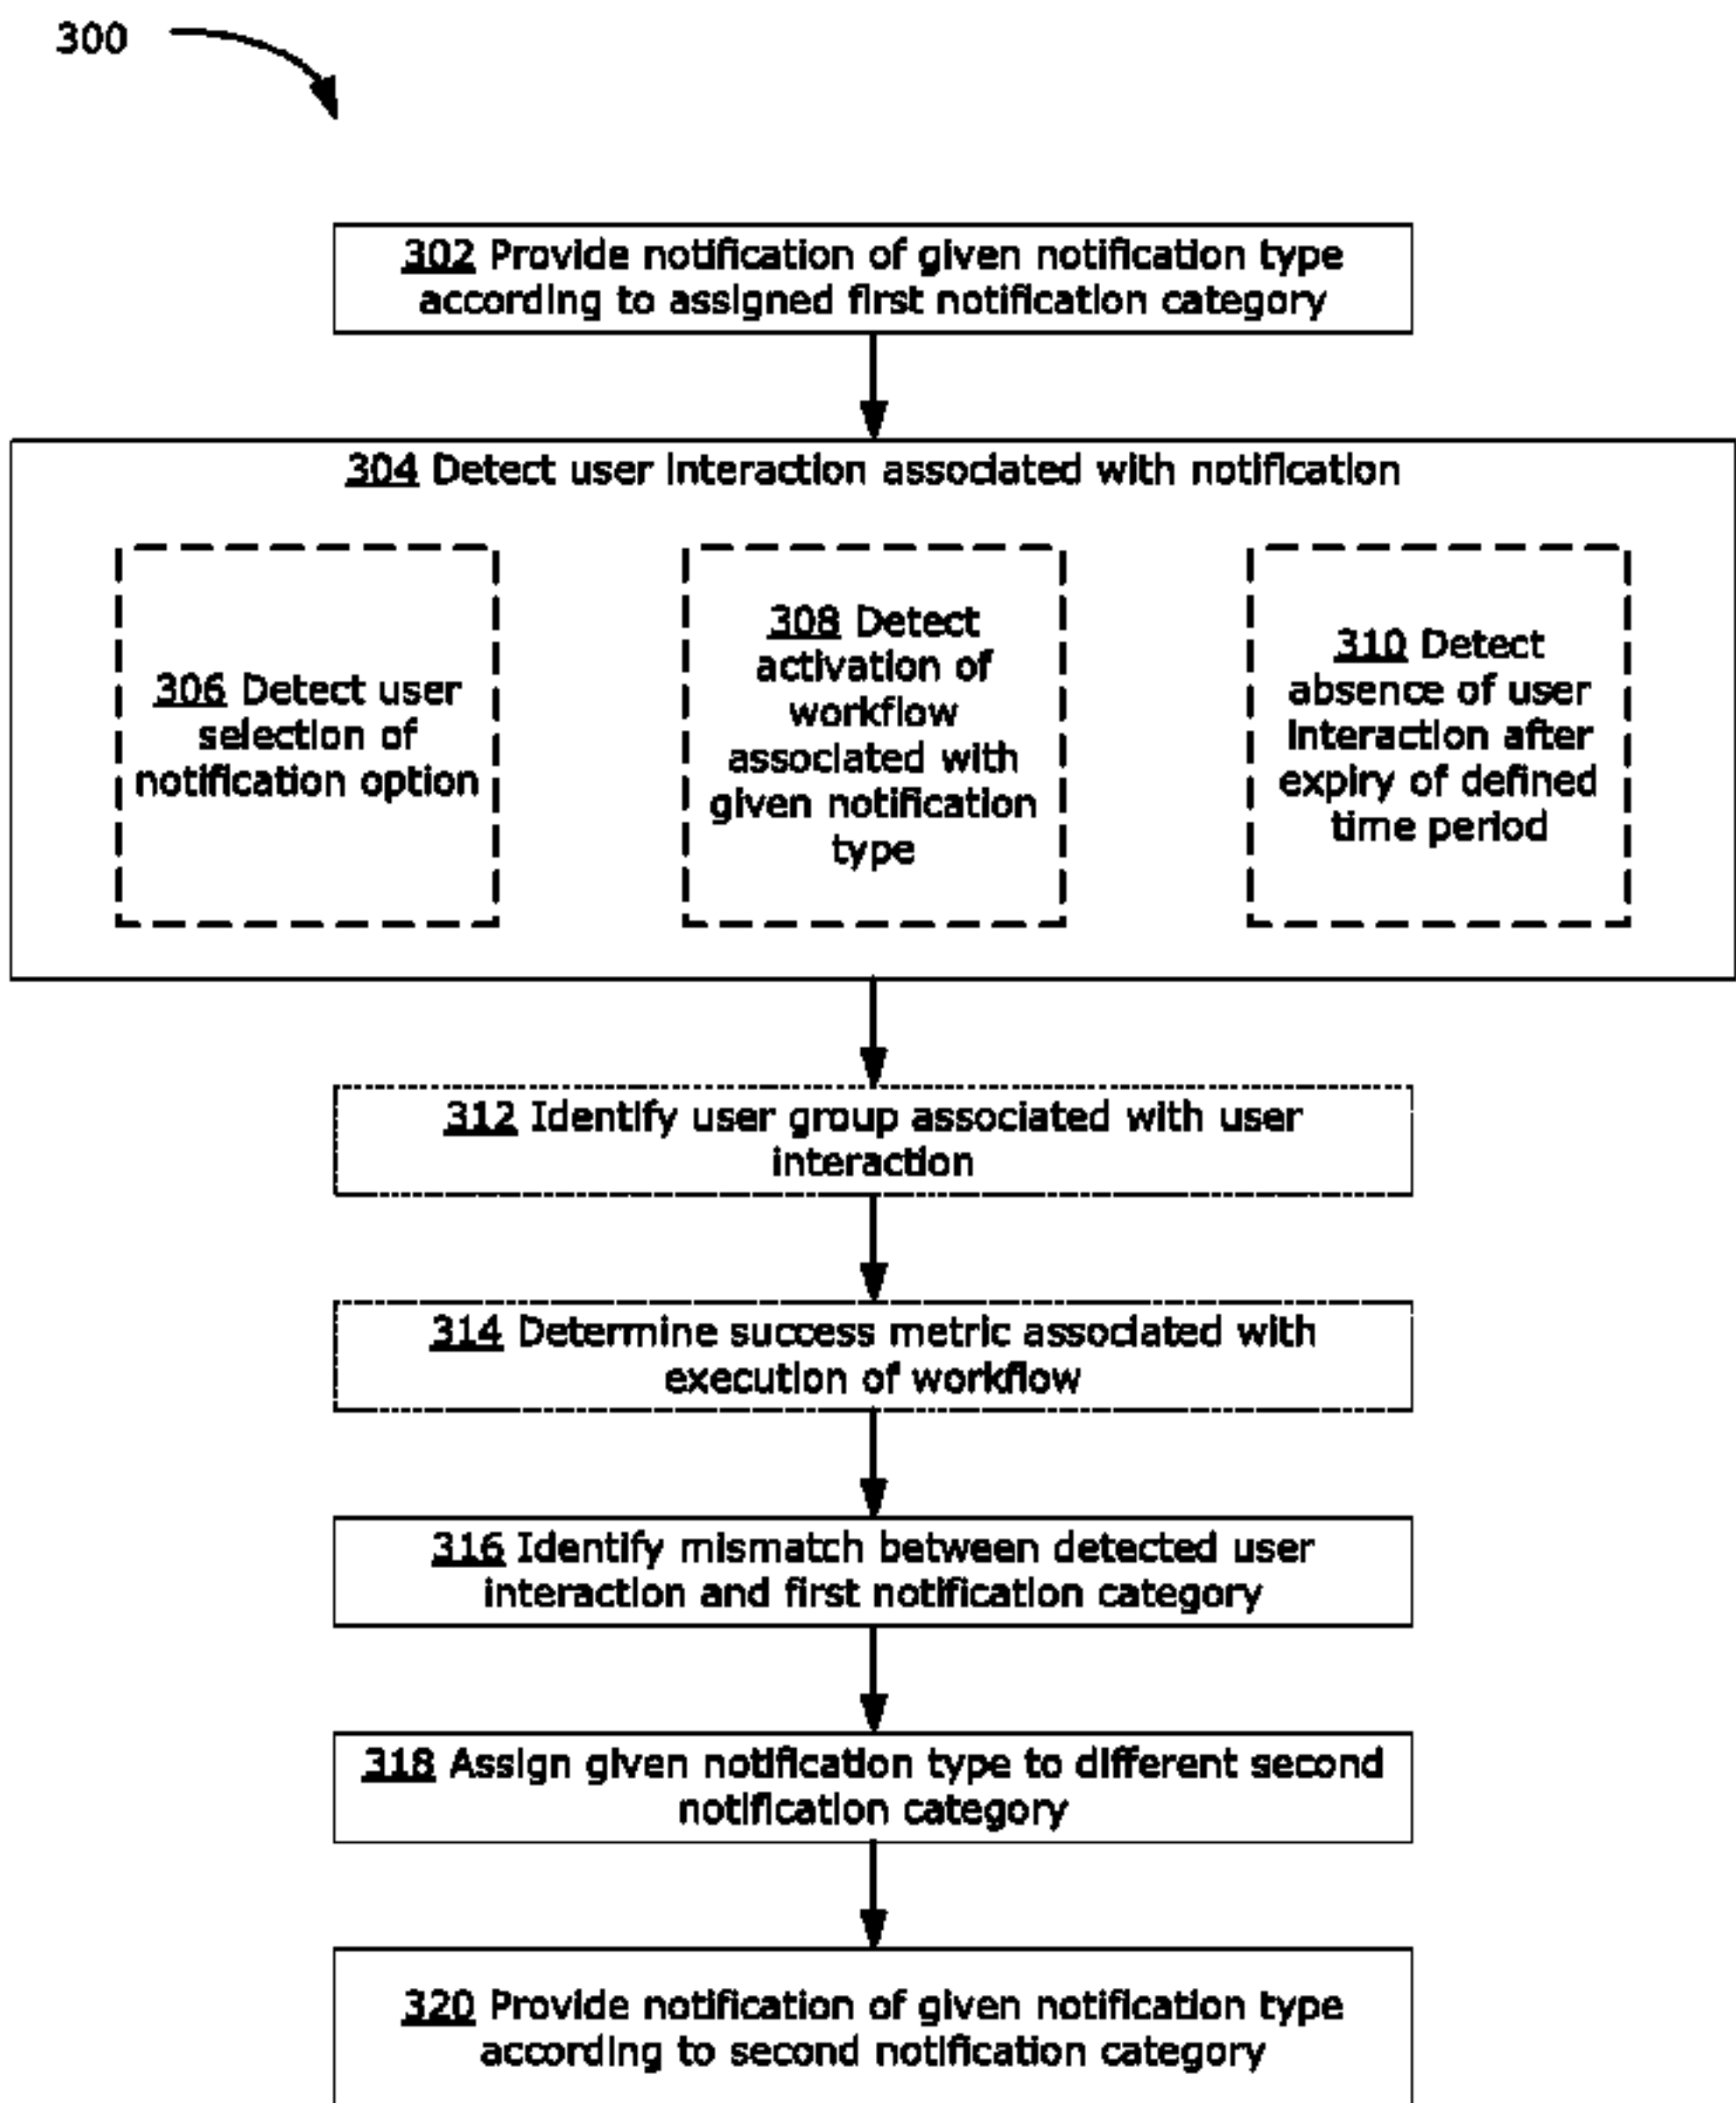 300
302 Provide notification of given notification type
according to assigned first notification category
304 Detect user interaction associated with notification
306 Detect user
selection of
notification option
308 Detect
activation of
workflow
associated with
given notification
type
310 Detect
absence of user
interaction after
expiry of defined
time period
312 Identify user group associated with user
interaction
314 Determine success metric associated with
execution of workflow
316 Identify mismatch between detected user
interaction and first notification category
318 Assign given notification type to different second
notification category
320 Provide notification of given notification type
according to second notification category